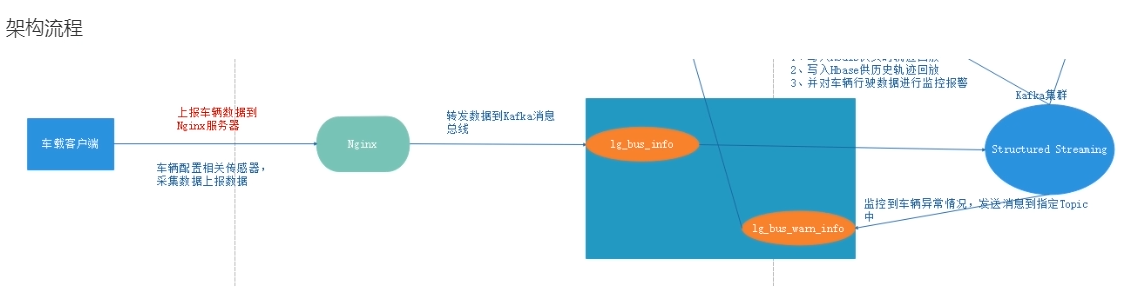 架构流程
2、写入Hbase供历史轨迹回放
3、并对车辆行驶数据进行监控报警
Kafka集群
上报车辆数据到
Nginx服务器
转发数据到Kafka消息
总线
车载客户端
Nginx
lg_bus_info
Structured Streaming
车辆配置相关传感器，
采集数据上报数据
监控到车辆异常情况，发送消息到指定Topic
中
lg_bus_warn_info